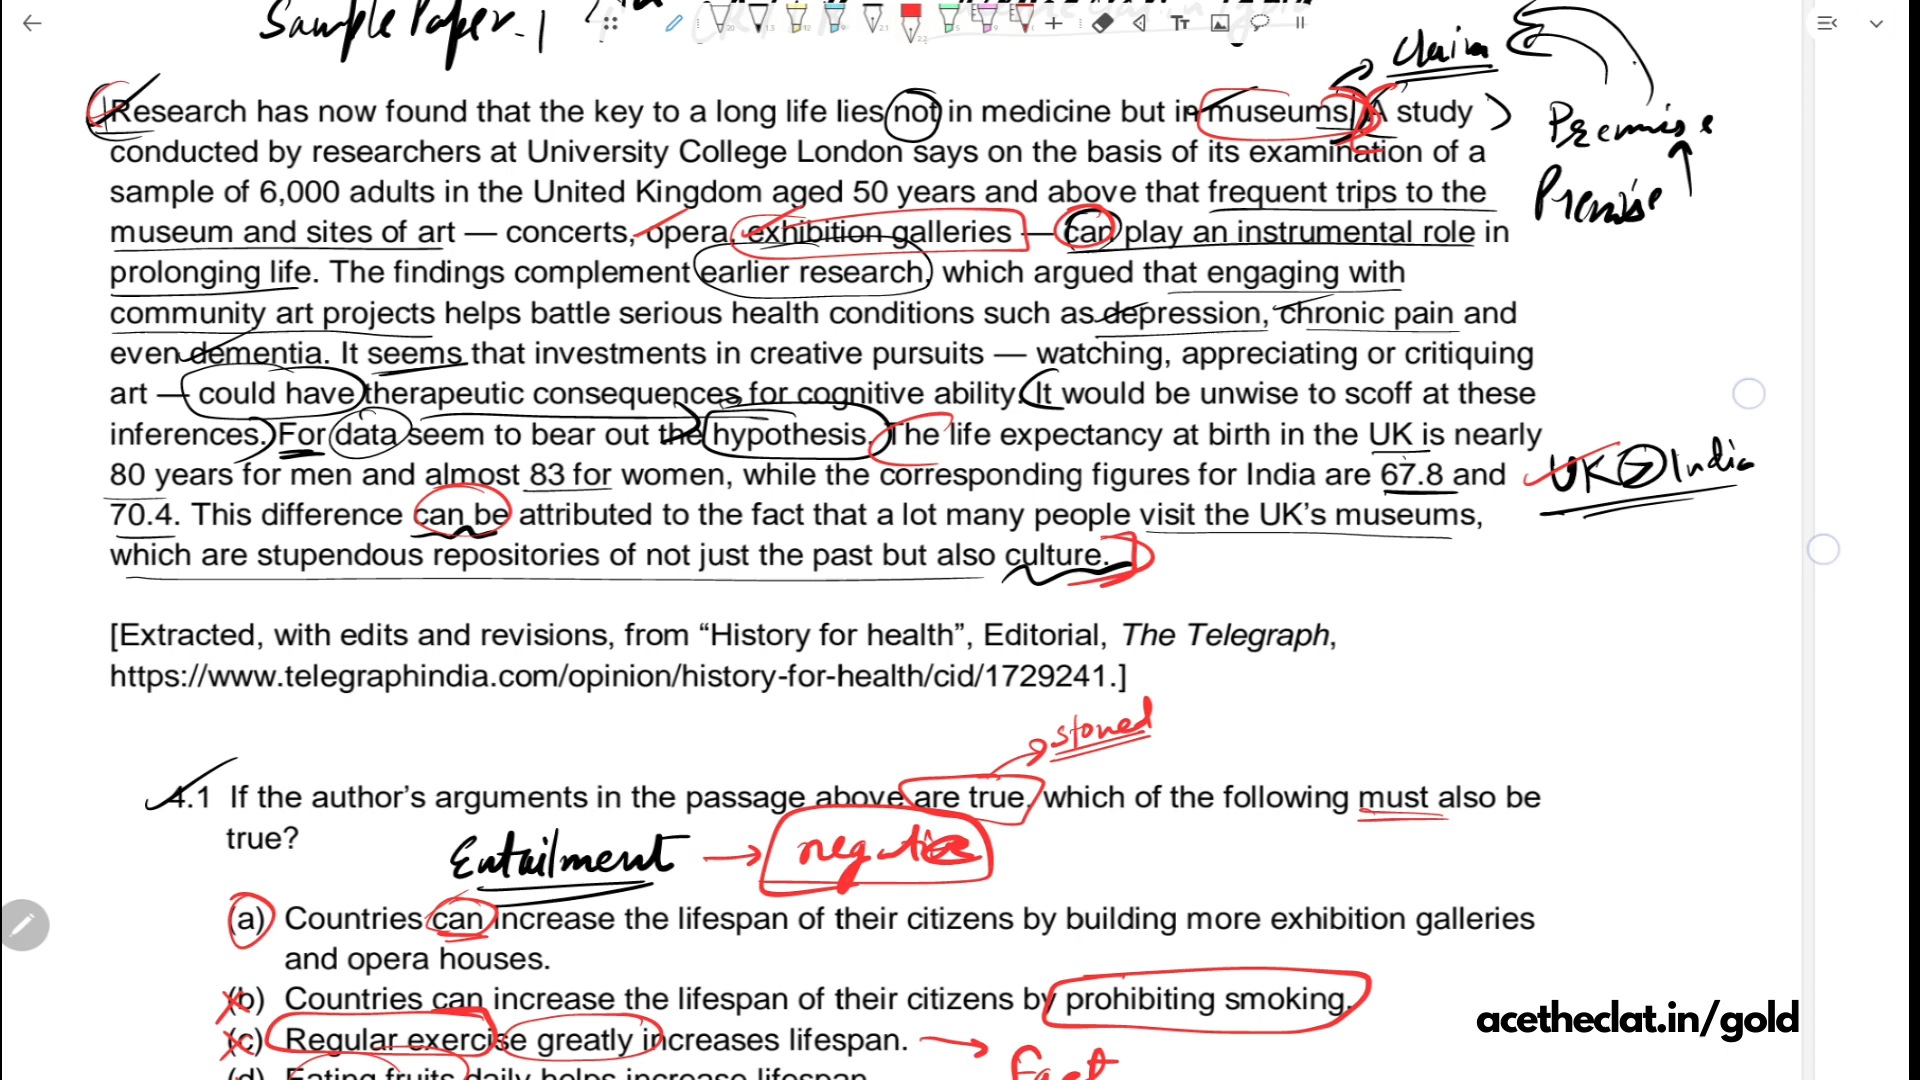 Sample Paper - 1
Claim
Research has now found that the key to a long life lies not in medicine but in museums. A study
Premise
conducted by researchers at University College London says on the basis of its examination of a
sample of 6,000 adults in the United Kingdom aged 50 years and above that frequent trips to the
Premise
museum and sites of art — concerts, opera, exhibition galleries — can play an instrumental role in
prolonging life. The findings complement earlier research, which argued that engaging with
community art projects helps battle serious health conditions such as depression, chronic pain and
even dementia. It seems that investments in creative pursuits — watching, appreciating or critiquing
art — could have therapeutic consequences for cognitive ability. It would be unwise to scoff at these
inferences. For data seem to bear out the hypothesis. The life expectancy at birth in the UK is nearly
80 years for men and almost 83 for women, while the corresponding figures for India are 67.8 and
UK > India
70.4. This difference can be attributed to the fact that a lot many people visit the UK’s museums,
which are stupendous repositories of not just the past but also culture.
[Extracted, with edits and revisions, from “History for health”, Editorial, The Telegraph,
https://www.telegraphindia.com/opinion/history-for-health/cid/1729241.]
stoned
4.1 If the author’s arguments in the passage above are true, which of the following must also be
true?
Entailment → negative
(a) Countries can increase the lifespan of their citizens by building more exhibition galleries
and opera houses.
(b) Countries can increase the lifespan of their citizens by prohibiting smoking.
(c) Regular exercise greatly increases lifespan. → fact
(d) Eating fruits daily helps increase lifespan.
acetheclat.in/gold